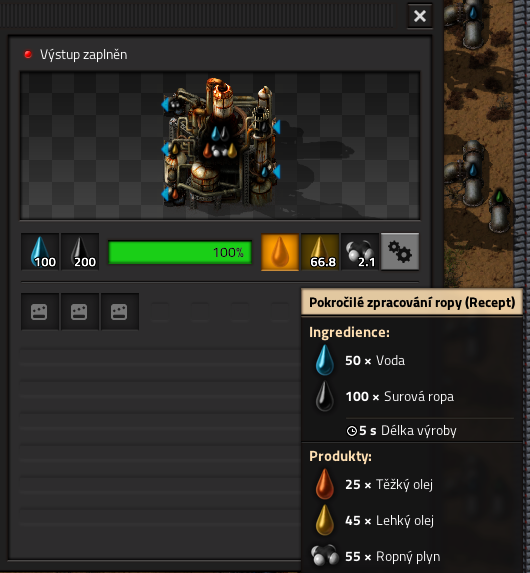 Výstup zaplněn
100 200 100% 66.8 2.1
Pokročilé zpracování ropy (Recept)
Ingredience:
50 × Voda
100 × Surová ropa
5 s Délka výroby
Produkty:
25 × Těžký olej
45 × Lehký olej
55 × Ropný plyn